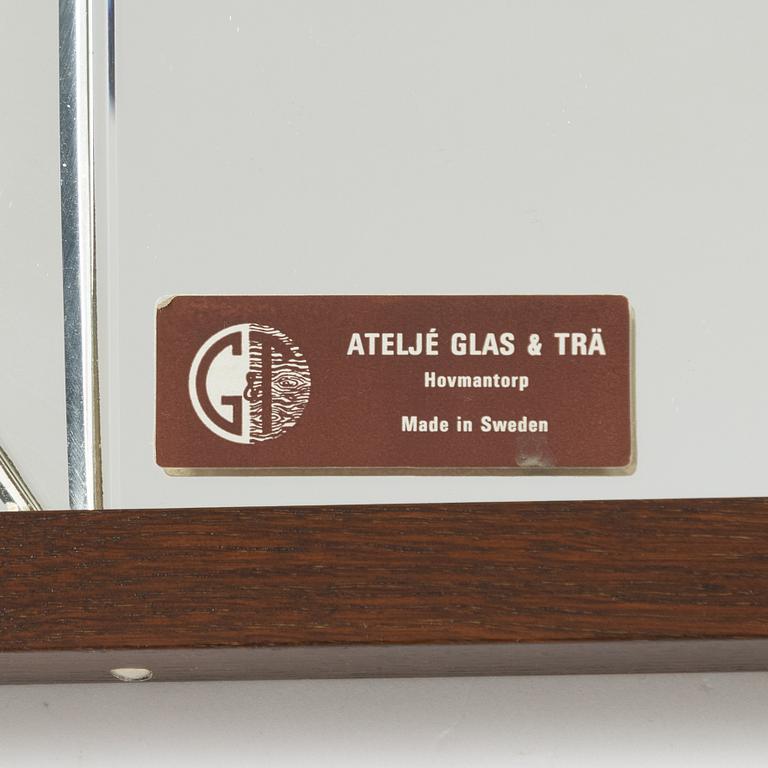 G&T
ATELJÉ GLAS & TRÄ
Hovmantorp
Made in Sweden